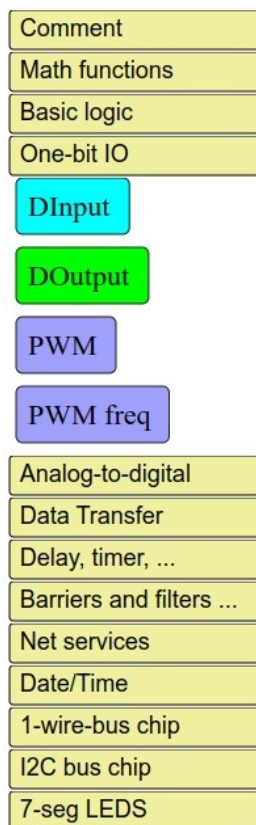 Comment
Math functions
Basic logic
One-bit IO
DInput
DOutput
PWM
PWM freq
Analog-to-digital
Data Transfer
Delay, timer, ...
Barriers and filters ...
Net services
Date/Time
1-wire-bus chip
I2C bus chip
7-seg LEDS